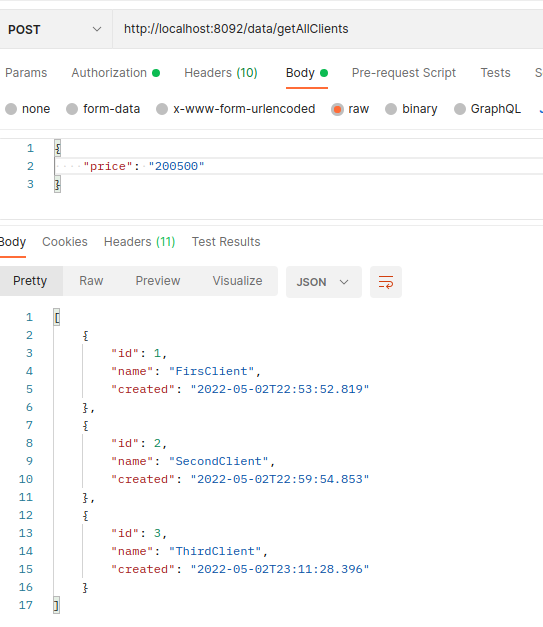 POST http://localhost:8092/data/getAllClients
Params Authorization Headers (10) Body Pre-request Script Tests S
none form-data x-www-form-urlencoded raw binary GraphQL
1 {
2 "price": "200500"
3 }
Body Cookies Headers (11) Test Results
Pretty Raw Preview Visualize JSON
1 [
2 {
3 "id": 1,
4 "name": "FirsClient",
5 "created": "2022-05-02T22:53:52.819"
6 },
7 {
8 "id": 2,
9 "name": "SecondClient",
10 "created": "2022-05-02T22:59:54.853"
11 },
12 {
13 "id": 3,
14 "name": "ThirdClient",
15 "created": "2022-05-02T23:11:28.396"
16 }
17 ]